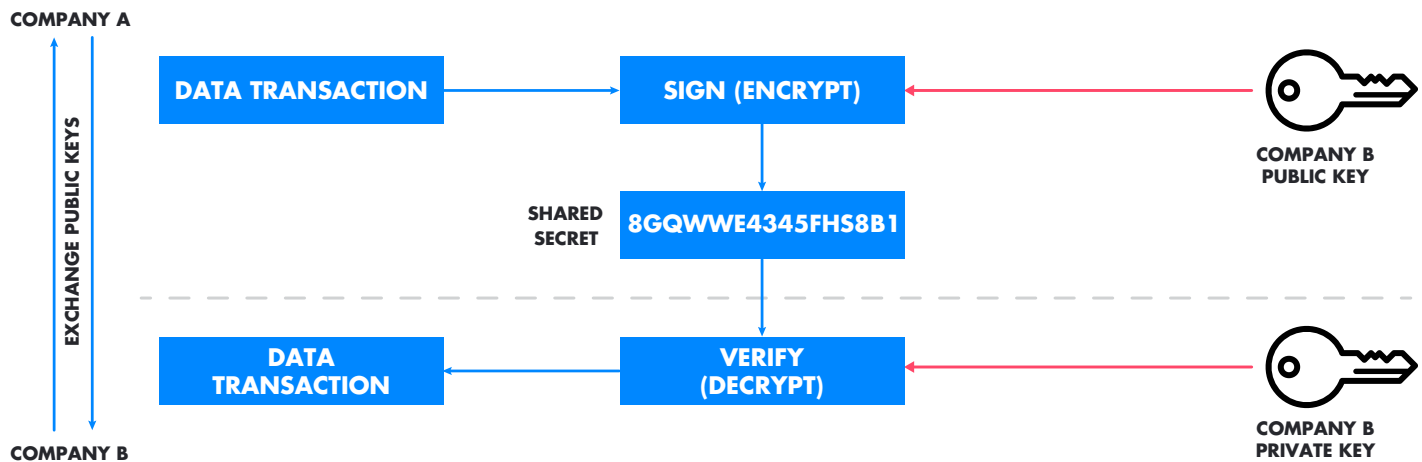 COMPANY A
DATA TRANSACTION
SIGN (ENCRYPT)
COMPANY B
PUBLIC KEY
EXCHANGE PUBLIC KEYS
SHARED
SECRET
8GQWWE4345FHS8B1
DATA
TRANSACTION
VERIFY
(DECRYPT)
COMPANY B
PRIVATE KEY
COMPANY B